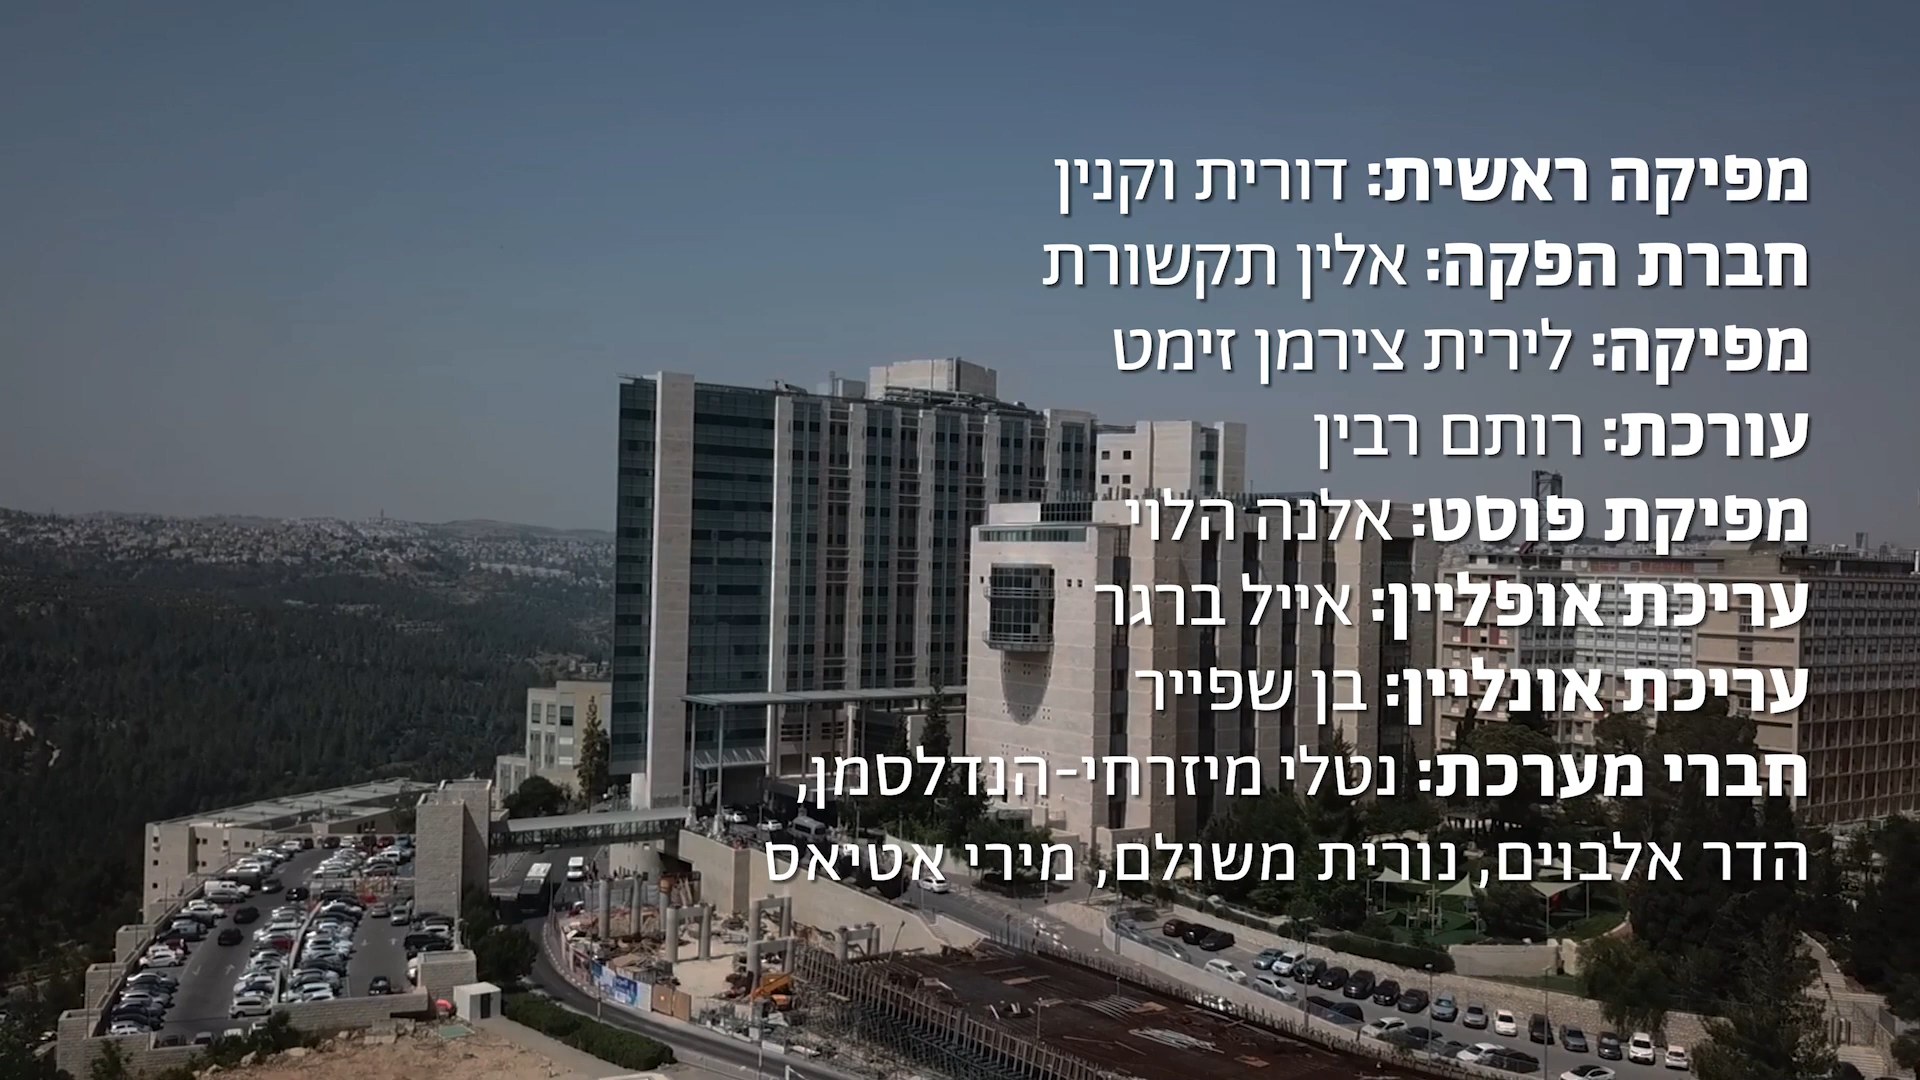 מפיקה ראשית: דורית וקנין
חברת הפקה: אלין תקשורת
מפיקה: לירית צירמן זימט
עורכת: רותם רבין
מפיקת פוסט: אלנה הלוי
עריכת אופליין: אייל ברגר
עריכת אונליין: בן שפייר
חברי מערכת: נטלי מיזרחי-הנדלסמן,
הדר אלבוים, נורית משולם, מירי אטיאס